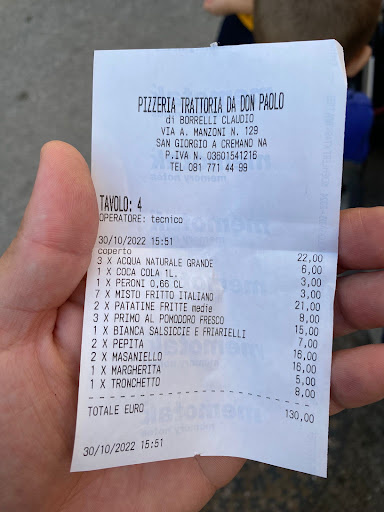 PIZZERIA TRATTORIA DA DON PAOLO
di BORRELLI CLAUDIO
VIA A. MANZONI N. 129
SAN GIORGIO A CREMANO NA
P.IVA N. 03601541216
TEL 081 771 44 99
TAVOLO: 4
OPERATORE: tecnico
30/10/2022 15:51
coperto 22,00
3 X ACQUA NATURALE GRANDE 6,00
1 X COCA COLA 1L. 3,00
1 X PERONI 0,66 CL 3,00
7 X MISTO FRITTO ITALIANO 21,00
2 X PATATINE FRITTE medie 8,00
3 X PRIMO AL POMODORO FRESCO 15,00
1 X BIANCA SALSICCIE E FRIARIELLI 7,00
2 X PEPITA 16,00
2 X MASANIELLO 16,00
1 X MARGHERITA 5,00
1 X TRONCHETTO 8,00
TOTALE EURO 130,00
30/10/2022 15:51